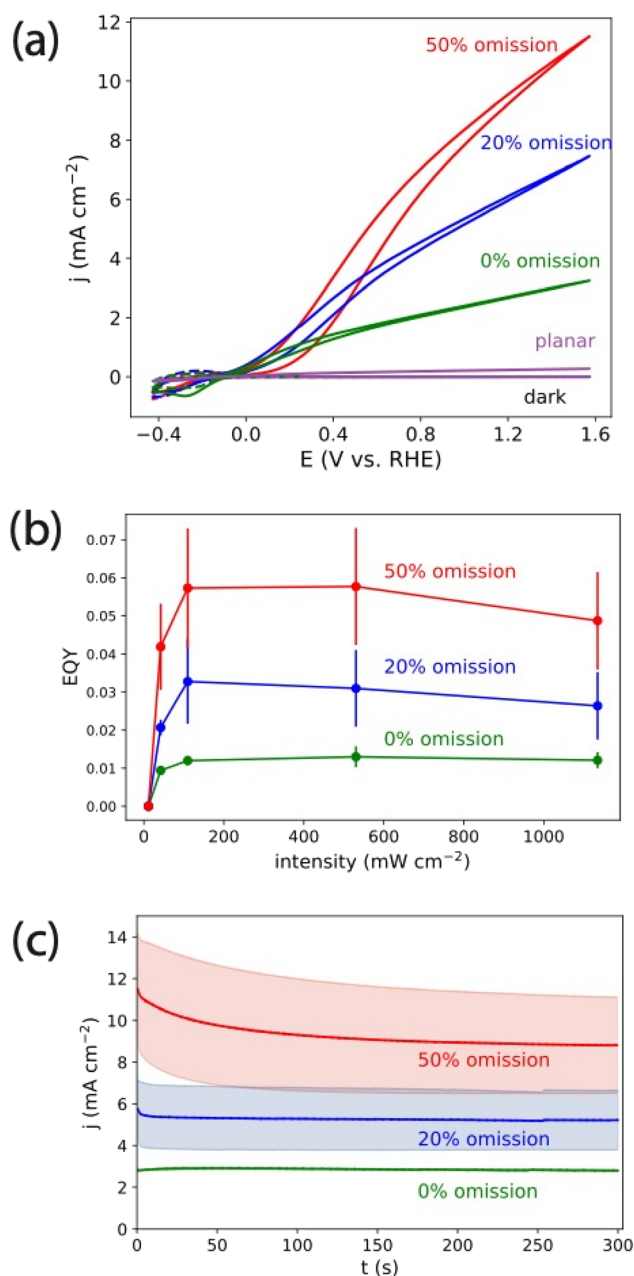 (a)
12
10
8
6
4
2
0
j (mA cm⁻²)
50% omission
20% omission
0% omission
planar
dark
−0.4
0.0
0.4
0.8
1.2
1.6
E (V vs. RHE)
(b)
0.07
0.06
0.05
0.04
0.03
0.02
0.01
0.00
EQY
50% omission
20% omission
0% omission
0
200
400
600
800
1000
intensity (mW cm⁻²)
(c)
14
12
10
8
6
4
2
0
j (mA cm⁻²)
50% omission
20% omission
0% omission
0
50
100
150
200
250
300
t (s)